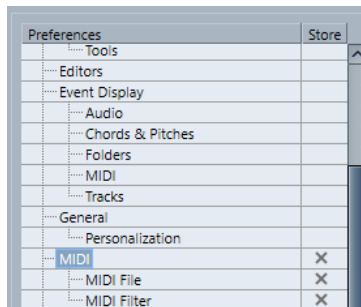 Preferences Store
Tools
Editors
Event Display
Audio
Chords & Pitches
Folders
MIDI
Tracks
General
Personalization
MIDI
MIDI File
MIDI Filter